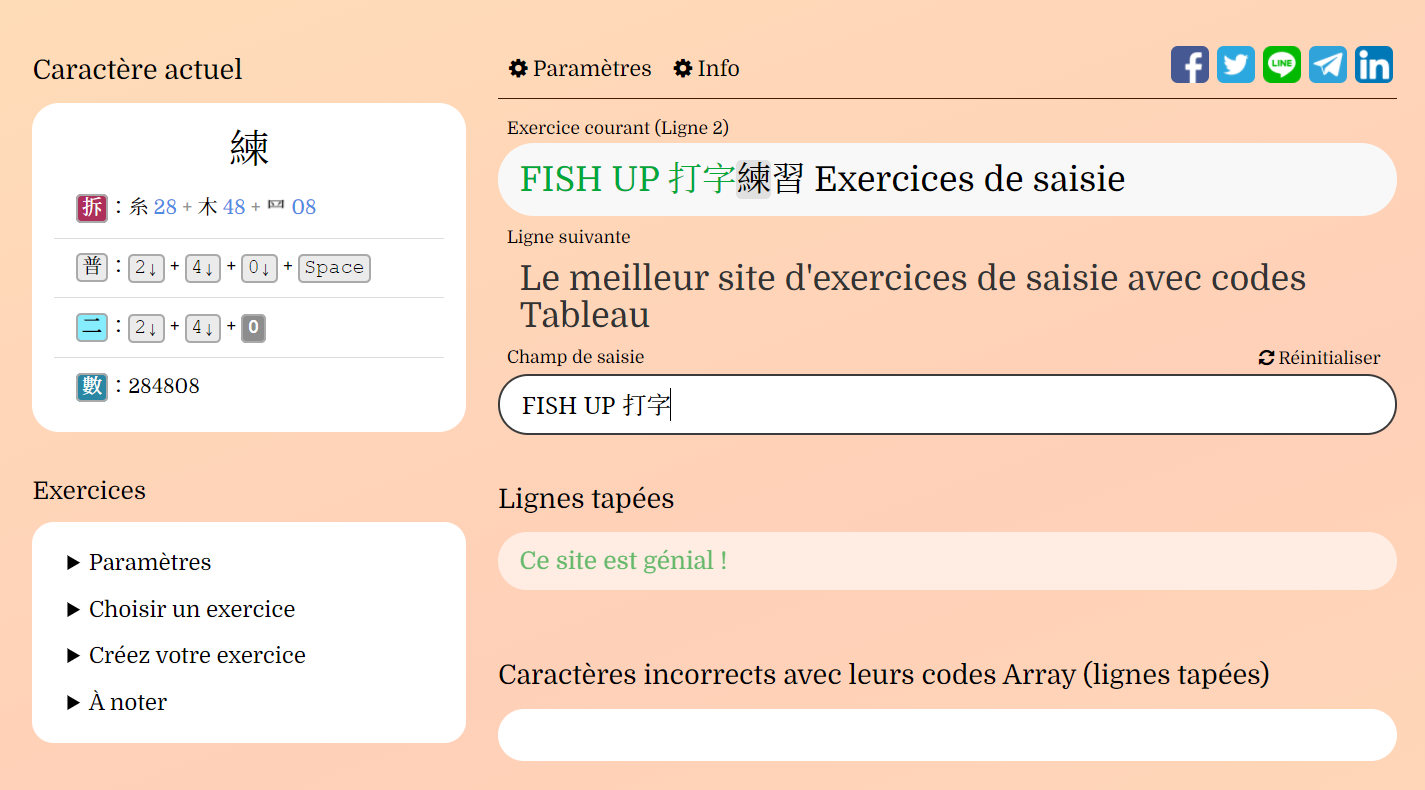 Caractère actuel
練
拆：糸 28 + 木 48 + 08
普：2↓ + 4↓ + 0↓ + Space
二：2↓ + 4↓ + 0
數：284808
Exercices
▶ Paramètres
▶ Choisir un exercice
▶ Créez votre exercice
▶ À noter
Paramètres Info
LINE
in
Exercice courant (Ligne 2)
FISH UP 打字練習 Exercices de saisie
Ligne suivante
Le meilleur site d'exercices de saisie avec codes
Tableau
Champ de saisie
Réinitialiser
FISH UP 打字
Lignes tapées
Ce site est génial !
Caractères incorrects avec leurs codes Array (lignes tapées)